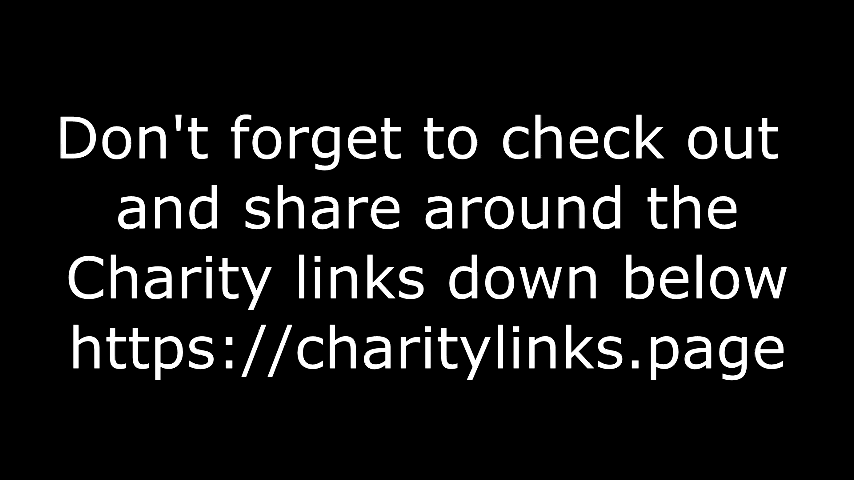 Don't forget to check out
and share around the
Charity links down below
https://charitylinks.page